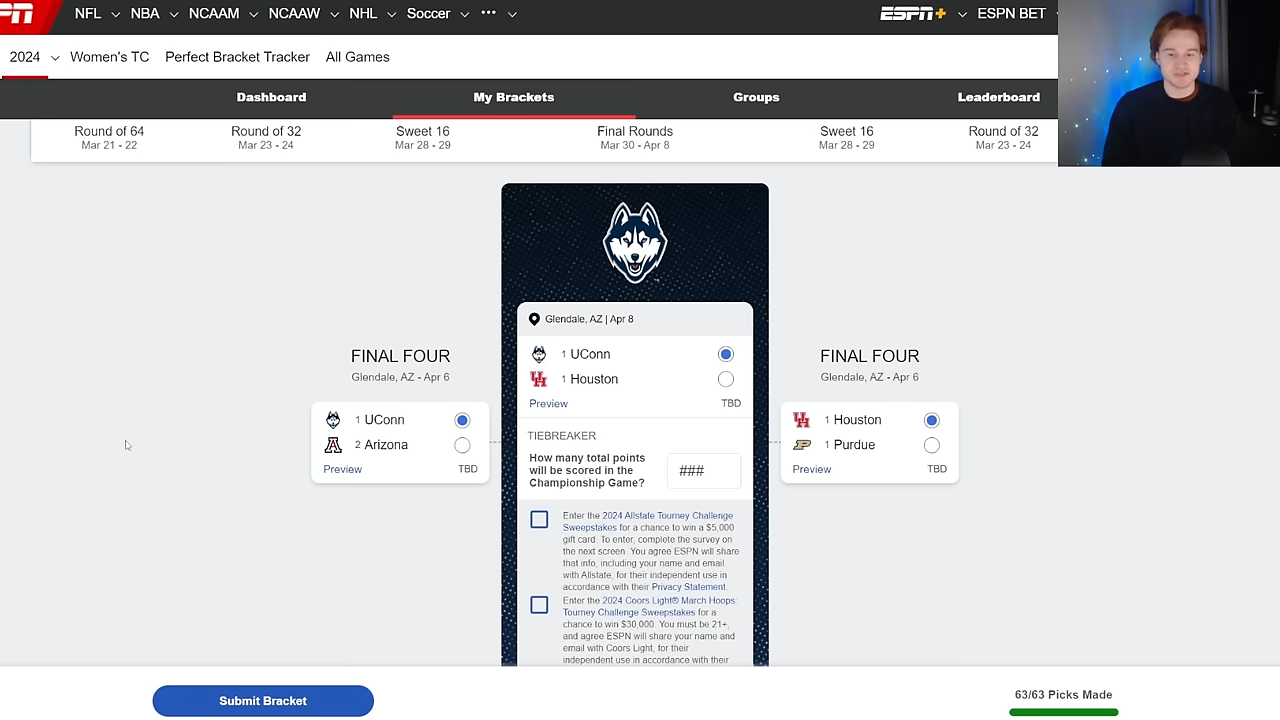 NFL NBA NCAAM NCAAW NHL Soccer ••• ESPN+ ESPN BET
2024 Women's TC Perfect Bracket Tracker All Games
Dashboard My Brackets Groups Leaderboard
Round of 64 Round of 32 Sweet 16 Final Rounds Sweet 16 Round of 32
Mar 21 - 22 Mar 23 - 24 Mar 28 - 29 Mar 30 - Apr 8 Mar 28 - 29 Mar 23 - 24
Glendale, AZ | Apr 8
1 UConn
1 Houston
Preview TBD
FINAL FOUR
Glendale, AZ - Apr 6
1 UConn
2 Arizona
Preview TBD
FINAL FOUR
Glendale, AZ - Apr 6
1 Houston
1 Purdue
Preview TBD
TIEBREAKER
How many total points
will be scored in the
Championship Game?
###
Enter the 2024 Allstate Tourney Challenge
Sweepstakes for a chance to win a $5,000
gift card. To enter, complete the survey on
the next screen. You agree ESPN will share
that info, including your name and email
with Allstate, for their independent use in
accordance with their Privacy Statement.
Enter the 2024 Coors Light® March Hoops:
Tourney Challenge Sweepstakes for a
chance to win $30,000. You must be 21+,
and agree ESPN will share your name and
email with Coors Light, for their
independent use in accordance with their
Submit Bracket
63/63 Picks Made